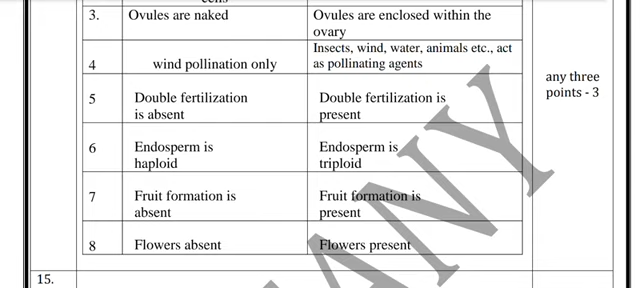 3. Ovules are naked Ovules are enclosed within the
ovary
4 wind pollination only Insects, wind, water, animals etc., act
as pollinating agents
any three
points - 3
5 Double fertilization Double fertilization is
is absent present
6 Endosperm is Endosperm is
haploid triploid
7 Fruit formation is Fruit formation is
absent present
8 Flowers absent Flowers present
15.